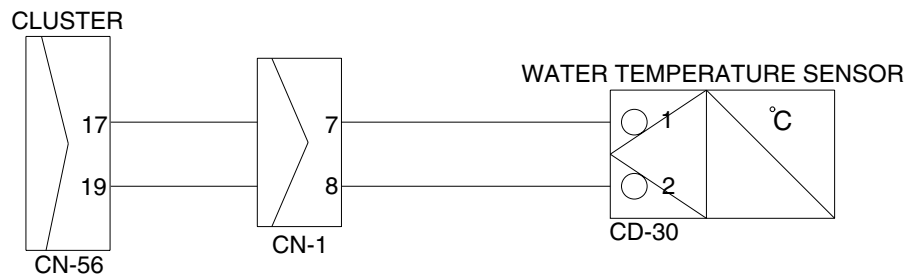 CLUSTER
WATER TEMPERATURE SENSOR
17
7
1
°C
19
8
2
CN-56
CN-1
CD-30